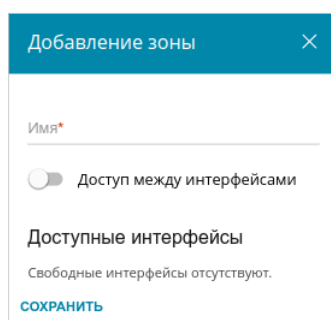 Добавление зоны
Имя*
Доступ между интерфейсами
Доступные интерфейсы
Свободные интерфейсы отсутствуют.
СОХРАНИТЬ